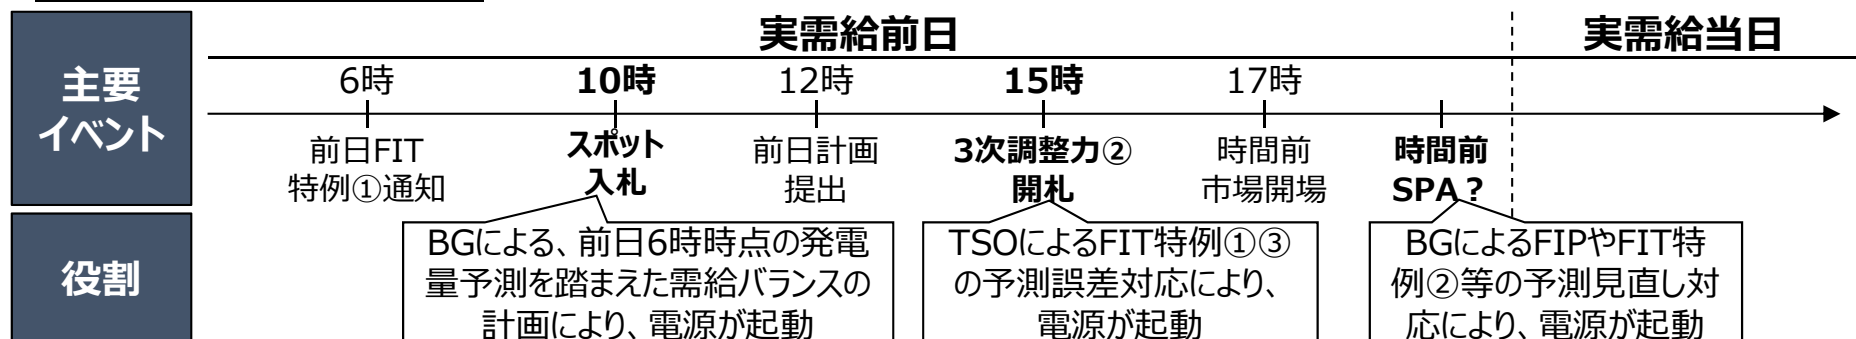 実需給前日
実需給当日
主要
イベント
6時
10時
12時
15時
17時
前日FIT
特例①通知
スポット
入札
前日計画
提出
3次調整力②
開札
時間前
市場開場
時間前
SPA？
役割
BGによる、前日6時時点の発電
量予測を踏まえた需給バランスの
計画により、電源が起動
TSOによるFIT特例①③
の予測誤差対応により、
電源が起動
BGによるFIPやFIT特
例②等の予測見直し対
応により、電源が起動